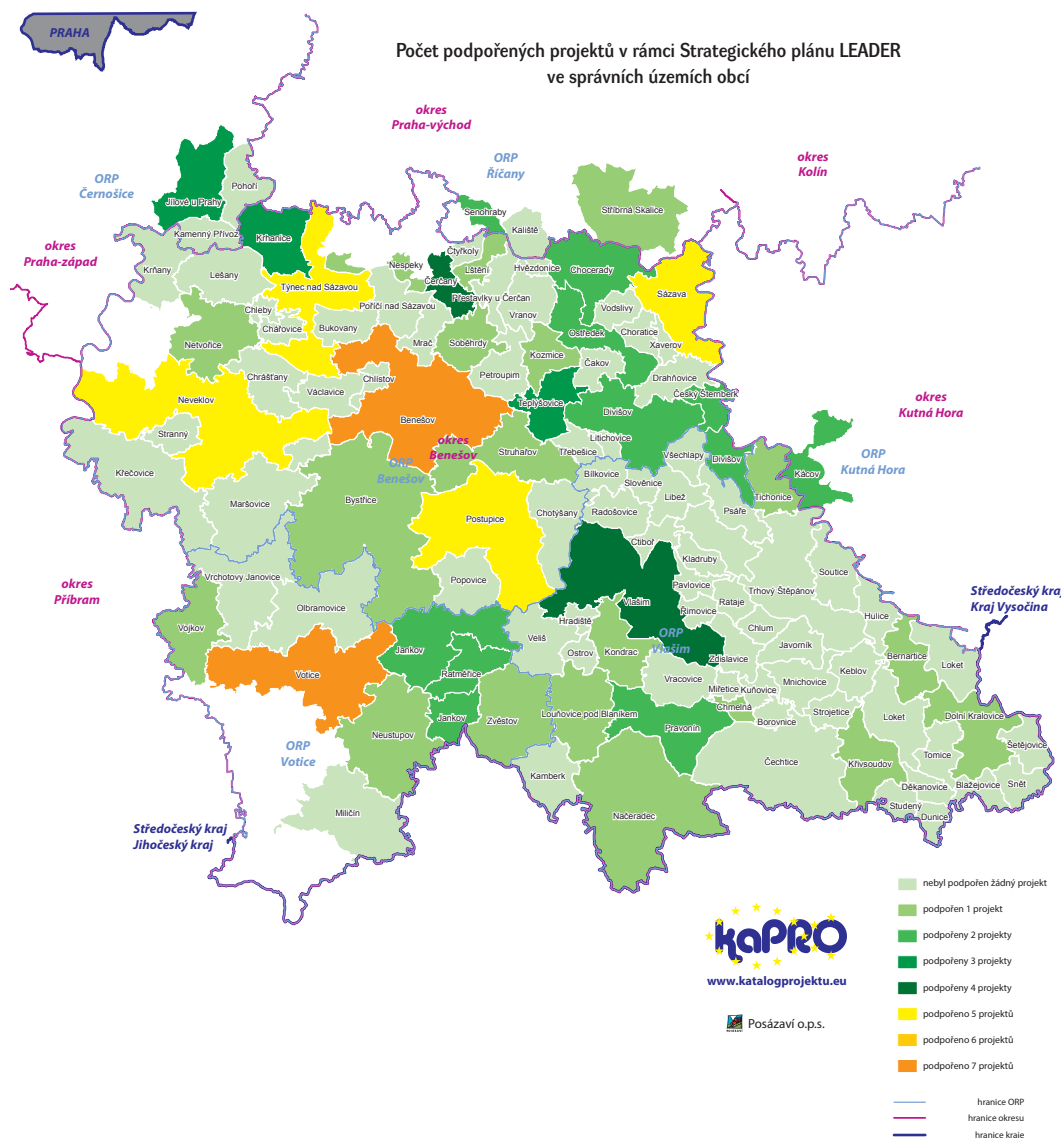 PRAHA
Počet podpořených projektů v rámci Strategického plánu LEADER
ve správních územích obcí
okres
Praha-východ
ORP
Říčany
okres
Kolín
ORP
Černošice
Pohoří
Jílové u Prahy
Stříbrná Skalice
Senohraby
okres
Praha-západ
Kamenný Přívoz
Krhanice
Kaliště
Čtyřkoly
Krňany
Lešany
Nespeky
Lštění
Hvězdonice
Chocerady
Čerčany
Týnec nad Sázavou
Přestavlky u Čerčan
Sázava
Chleby
Poříčí nad Sázavou
Vodslivy
Chářovice
Bukovany
Vranov
Ostředek
Choratice
Netvořice
Mrač
Soběhrdy
Kozmice
Xaverov
Čakov
Chrášťany
Chlístov
Petroupim
Drahňovice
Neveklov
Václavice
Teplýšovice
Český Šternberk
Divišov
okres
Kutná Hora
Benešov
Stranný
okres
Benešov
Struhařov
Třebešice
Litichovice
Všechlapy
Divišov
ORP
Kutná Hora
Křečovice
ORP
Benešov
Bílkovice
Slověnice
Kácov
Tichonice
Maršovice
Bystřice
Chotýšany
Radošovice
Libež
Psáře
Postupice
Ctiboř
Kladruby
Soutice
okres
Příbram
Vrchotovy Janovice
Popovice
Pavlovice
Trhový Štěpánov
Středočeský kraj
Kraj Vysočina
Olbramovice
Vlašim
Římovice
Rataje
Hulice
Vojkov
Hradiště
Chlum
Veliš
ORP
Vlašim
Jankov
Ostrov
Kondrac
Zdislavice
Javorník
Bernartice
Loket
Votice
Ratměřice
Vracovice
Mnichovice
Keblov
Miřetice
Kuňovice
Chmelná
Jankov
Zvěstov
Louňovice pod Blaníkem
Borovnice
Strojetice
Loket
Dolní Kralovice
Neustupov
Pravonín
ORP
Votice
Šetějovice
Tomice
Kamberk
Čechtice
Křivsoudov
Děkanovice
Blažejovice
Snět
Miličín
Načeradec
Studený
Dunice
Středočeský kraj
Jihočeský kraj
nebyl podpořen žádný projekt
podpořen 1 projekt
podpořeny 2 projekty
podpořeny 3 projekty
podpořeny 4 projekty
podpořeno 5 projektů
podpořeno 6 projektů
podpořeno 7 projektů
kaPRO
www.katalogprojektu.eu
Posázaví o.p.s.
hranice ORP
hranice okresu
hranice kraje